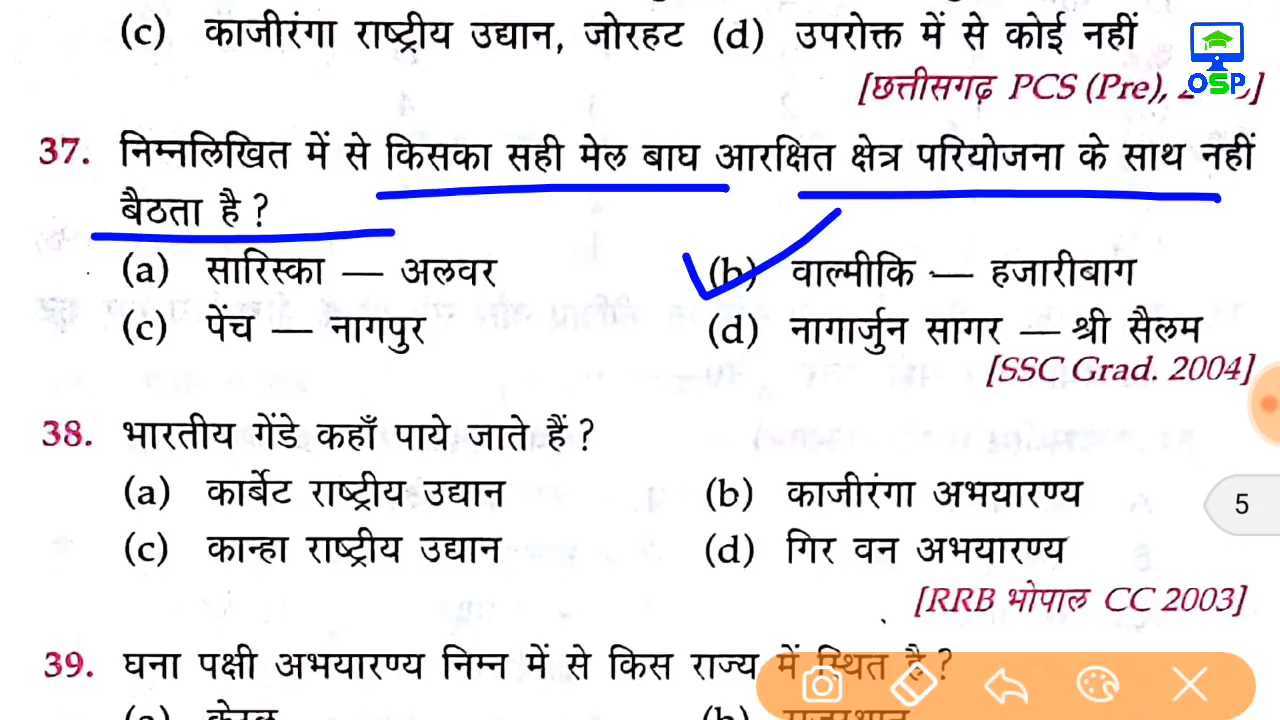 (c) काजीरंगा राष्ट्रीय उद्यान, जोरहट (d) उपरोक्त में से कोई नहीं
OSP
[छत्तीसगढ़ PCS (Pre),
37. निम्नलिखित में से किसका सही मेल बाघ आरक्षित क्षेत्र परियोजना के साथ नहीं
बैठता है ?
(a) सारिस्का — अलवर (b) वाल्मीकि — हजारीबाग
(c) पेंच — नागपुर (d) नागार्जुन सागर — श्री सैलम
[SSC Grad. 2004]
38. भारतीय गेंडे कहाँ पाये जाते हैं ?
(a) कार्बेट राष्ट्रीय उद्यान (b) काजीरंगा अभयारण्य
5
(c) कान्हा राष्ट्रीय उद्यान (d) गिर वन अभयारण्य
[RRB भोपाल CC 2003]
39. घना पक्षी अभयारण्य निम्न में से किस राज्य में स्थित है ?